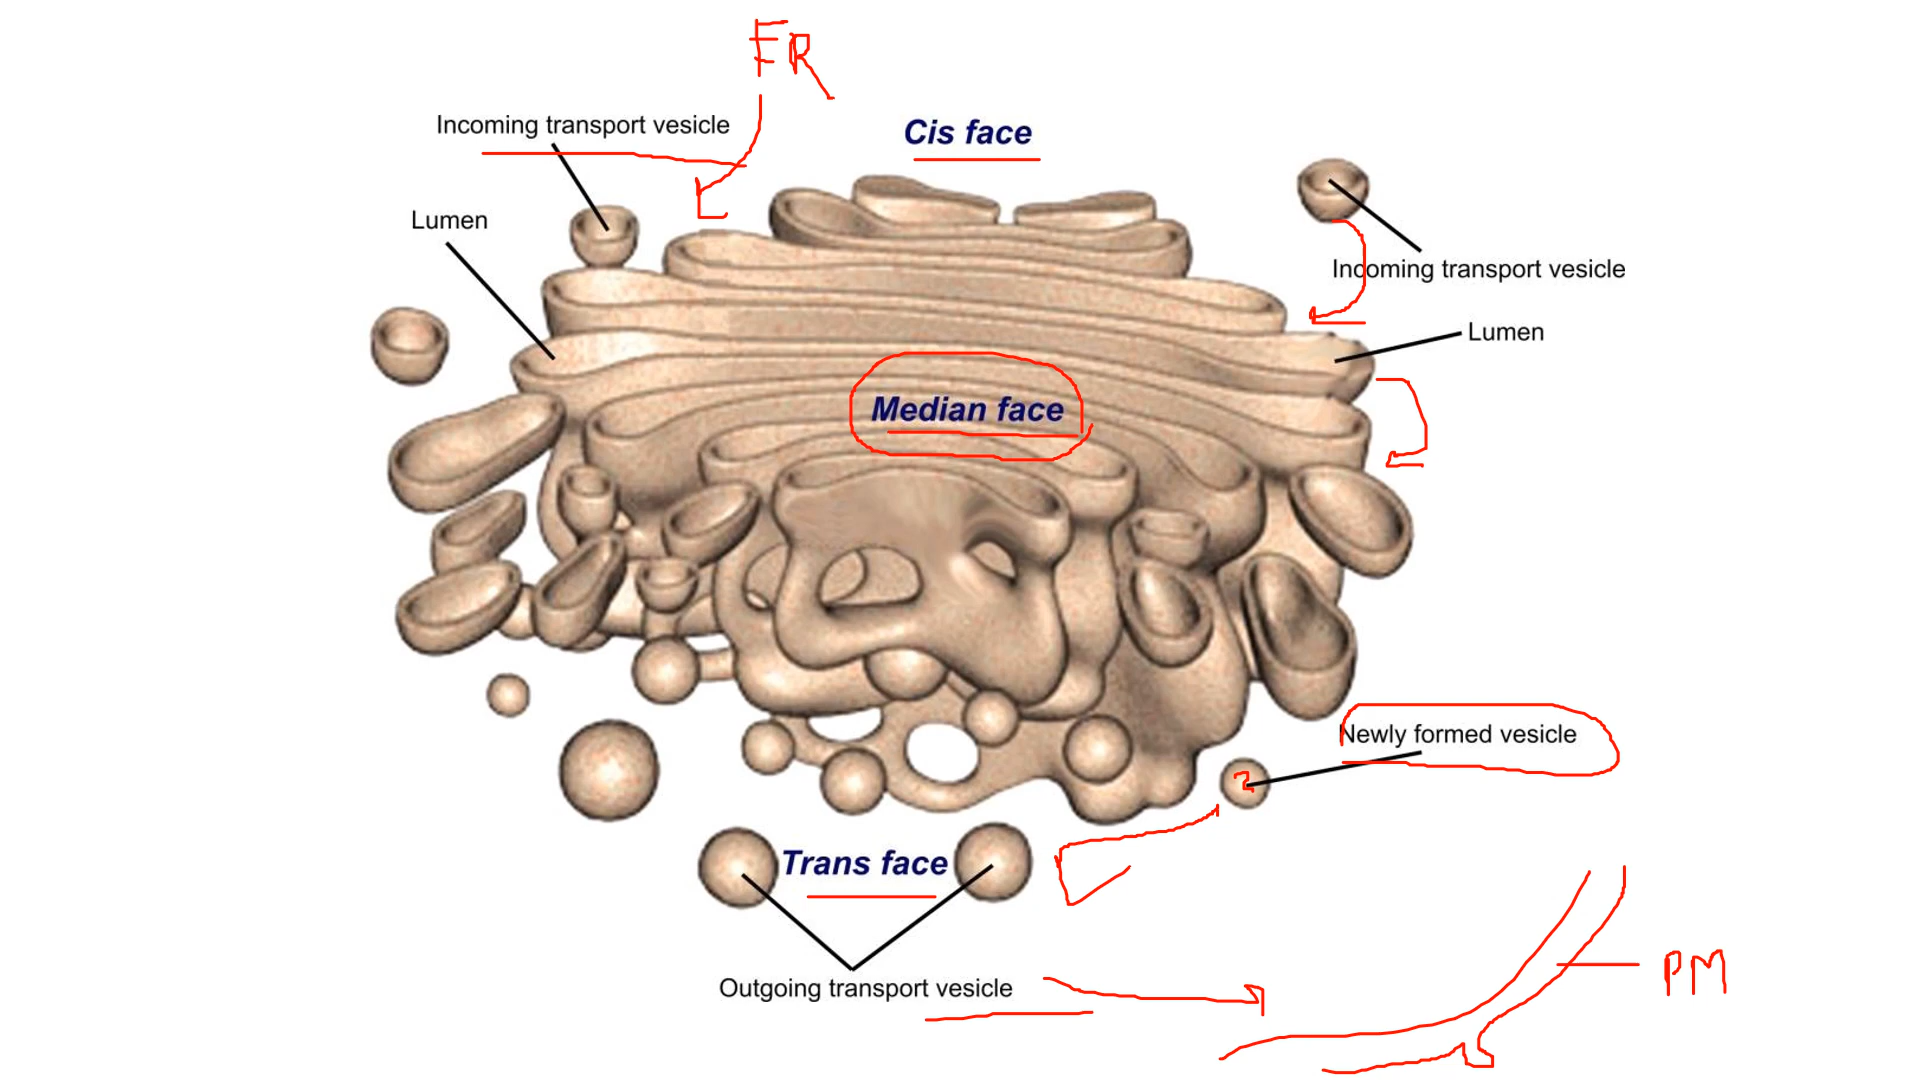 ER
Incoming transport vesicle
Cis face
Lumen
Incoming transport vesicle
Lumen
Median face
Newly formed vesicle
Trans face
PM
Outgoing transport vesicle